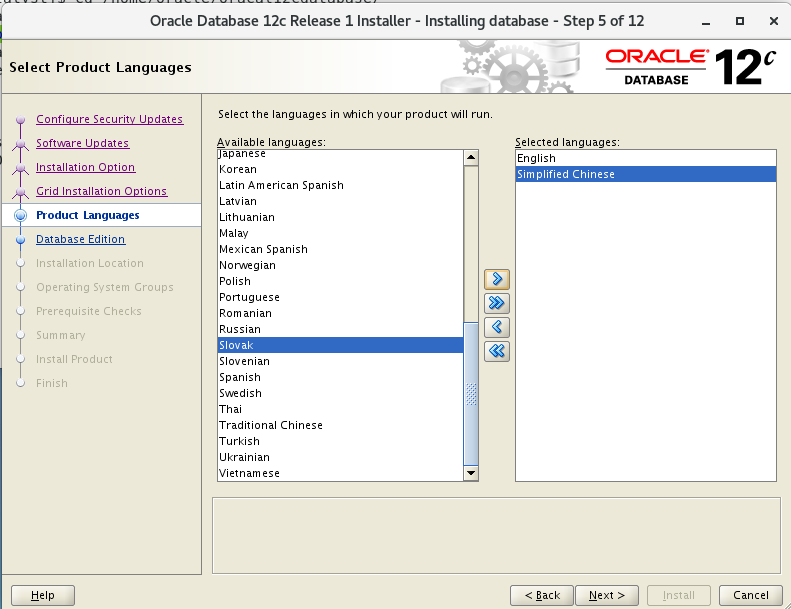 Oracle Database 12c Release 1 Installer - Installing database - Step 5 of 12
Select Product Languages
ORACLE®
DATABASE
12c
Configure Security Updates
Software Updates
Installation Option
Grid Installation Options
Product Languages
Database Edition
Installation Location
Operating System Groups
Prerequisite Checks
Summary
Install Product
Finish
Select the languages in which your product will run.
Available languages:
Japanese
Korean
Latin American Spanish
Latvian
Lithuanian
Malay
Mexican Spanish
Norwegian
Polish
Portuguese
Romanian
Russian
Slovak
Slovenian
Spanish
Swedish
Thai
Traditional Chinese
Turkish
Ukrainian
Vietnamese
Selected languages:
English
Simplified Chinese
Help
< Back
Next >
Install
Cancel